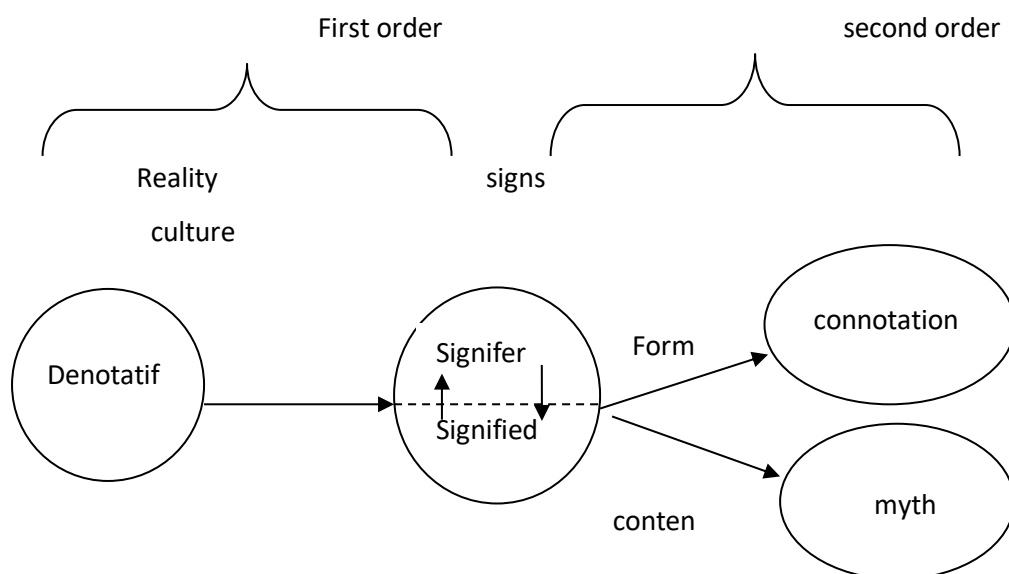 First order second order
Reality signs
culture
connotation
Signifer Form
Denotatif
Signified
myth
conten